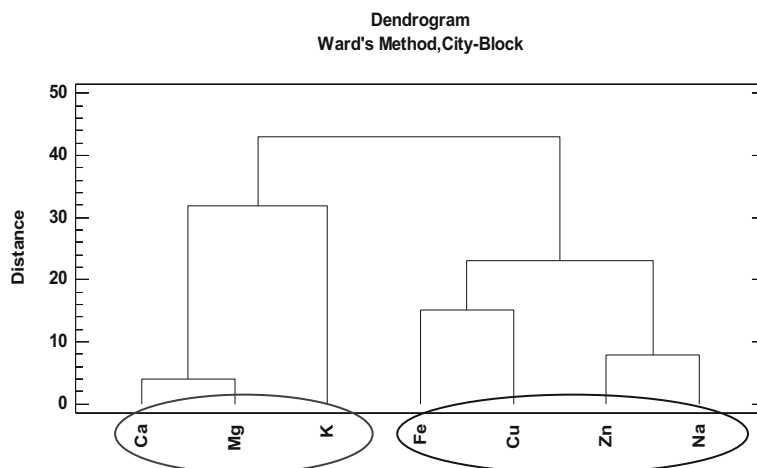 Dendrogram
Ward's Method,City-Block
50
40
30
20
10
0
Distance
Ca
Mg
K
Fe
Cu
Zn
Na